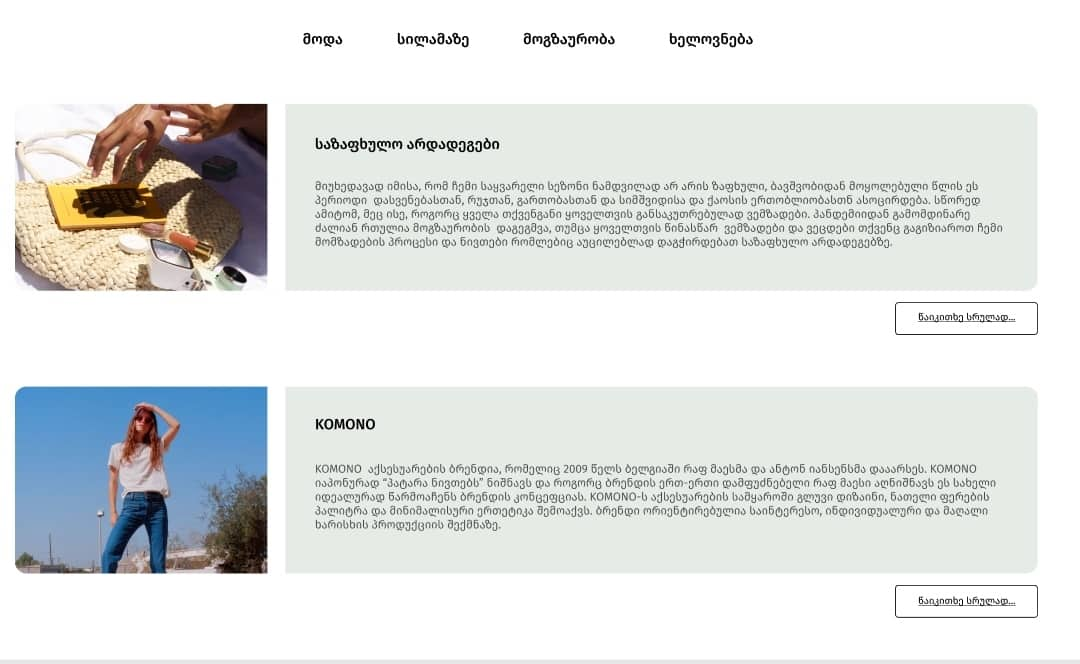 მოდა სილამაზე მოგზაურობა ხელოვნება
საზაფხულო არდადეგები
მიუხედავად იმისა, რომ ჩემი საყვარელი სეზონი ნამდვილად არ არის ზაფხული, ბავშვობიდან მოყოლებული წლის ეს
პერიოდი დასვენებასთან, რუჯთან, გართობასთან და სიმშვიდისა და ქაოსის ერთობლიობასთნ ასოცირდება. სწორედ
ამიტომ, მეც ისე, როგორც ყველა თქვენგანი ყოველთვის განსაკუთრებულად ვემზადები. პანდემიიდან გამომდინარე
ძალიან რთულია მოგზაურობის დაგეგმვა, თუმცა ყოველთვის წინასწარ ვემზადები და ვეცდები თქვენც გაგიზიაროთ ჩემი
მომზადების პროცესი და ნივთები რომლებიც აუცილებლად დაგჭირდებათ საზაფხულო არდადეგებზე.
წაიკითხე სრულად...
KOMONO
KOMONO აქსესუარების ბრენდია, რომელიც 2009 წელს ბელგიაში რაფ მაესმა და ანტონ იანსენსმა დააარსეს. KOMONO
იაპონურად “პატარა ნივთებს” ნიშნავს და როგორც ბრენდის ერთ-ერთი დამფუძნებელი რაფ მაესი აღნიშნავს ეს სახელი
იდეალურად წარმოაჩენს ბრენდის კონცეფციას. KOMONO-ს აქსესუარების სამყაროში გლუვი დიზაინი, ნათელი ფერების
პალიტრა და მინიმალისური ერთეტიკა შემოაქვს. ბრენდი ორიენტირებულია საინტერესო, ინდივიდუალური და მაღალი
ხარისხის პროდუქციის შექმნაზე.
წაიკითხე სრულად...